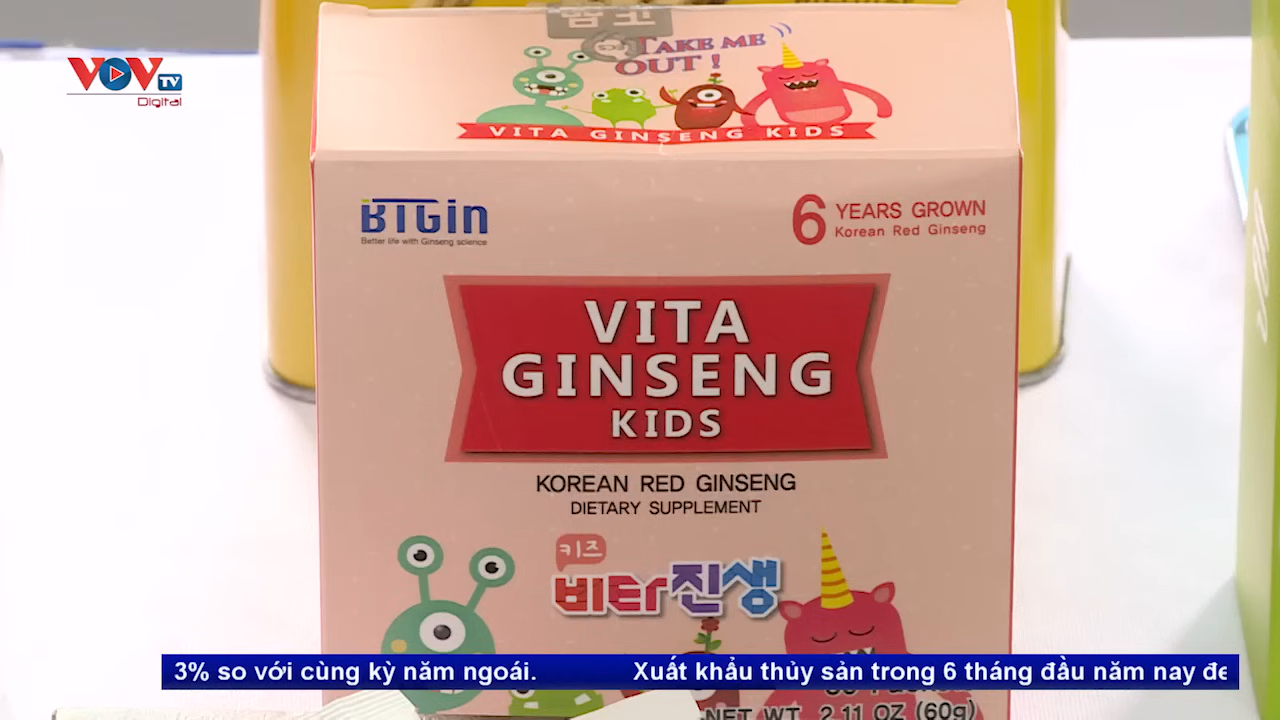 VOV TV
Digital
TAKE ME
OUT !
VITA GINSENG KIDS
BTGin
Better life with Ginseng science
6 YEARS GROWN
Korean Red Ginseng
VITA
GINSENG
KIDS
KOREAN RED GINSENG
DIETARY SUPPLEMENT
키즈
비타진생
3% so với cùng kỳ năm ngoái. Xuất khẩu thủy sản trong 6 tháng đầu năm nay
NET WT. 2.11 OZ (60g)